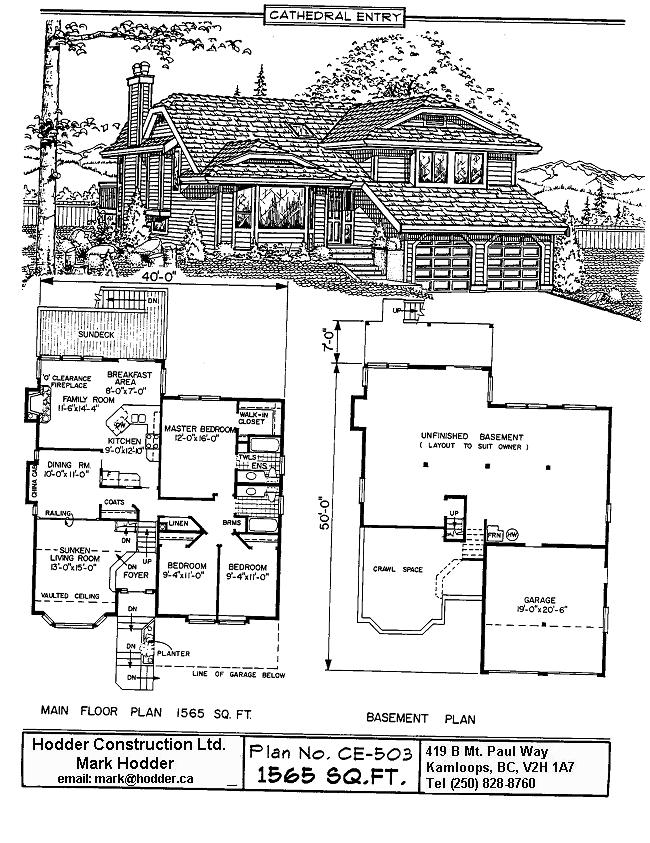 CATHEDRAL ENTRY
40'-0"
DN
SUNDECK
'O' CLEARANCE
FIREPLACE
BREAKFAST
AREA
8'-0"x7'-0"
FAMILY ROOM
11'-6"x14'-4"
KITCHEN
9'-0"x12'-10"
MASTER BEDROOM
12'-0"x16'-0"
WALK-IN
CLOSET
TWLS
ENS.
DINING RM.
10'-0"x11'-0"
CHINA CAB.
F
COATS
RAILING
LINEN
BRMS
DN
UP
SUNKEN
LIVING ROOM
13'-0"x15'-0"
DN
FOYER
BEDROOM
9'-4"x11'-0"
BEDROOM
9'-4"x11'-0"
VAULTED CEILING
DN
DN
DN
PLANTER
LINE OF GARAGE BELOW
MAIN FLOOR PLAN 1565 SQ. FT.
UP
7'-0"
50'-0"
UNFINISHED BASEMENT
( LAYOUT TO SUIT OWNER )
UP
FRN
HW
CRAWL SPACE
GARAGE
19'-0"x20'-6"
BASEMENT PLAN
Hodder Construction Ltd.
Mark Hodder
email: mark@hodder.ca
Plan No. CE-503
1565 SQ.FT.
419 B Mt. Paul Way
Kamloops, BC, V2H 1A7
Tel (250) 828-8760